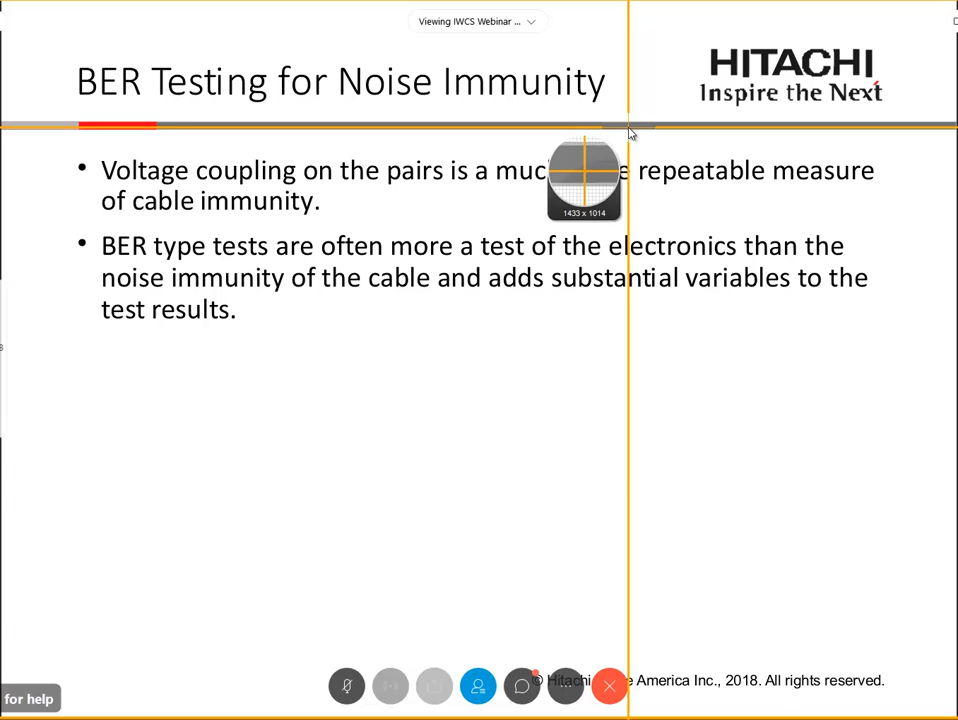 Viewing IWCS Webinar ...
BER Testing for Noise Immunity
HITACHI
Inspire the Next
• Voltage coupling on the pairs is a muc e repeatable measure
of cable immunity.
1433 x 1014
• BER type tests are often more a test of the electronics than the
noise immunity of the cable and adds substantial variables to the
test results.
© Hitachi e America Inc., 2018. All rights reserved.
for help